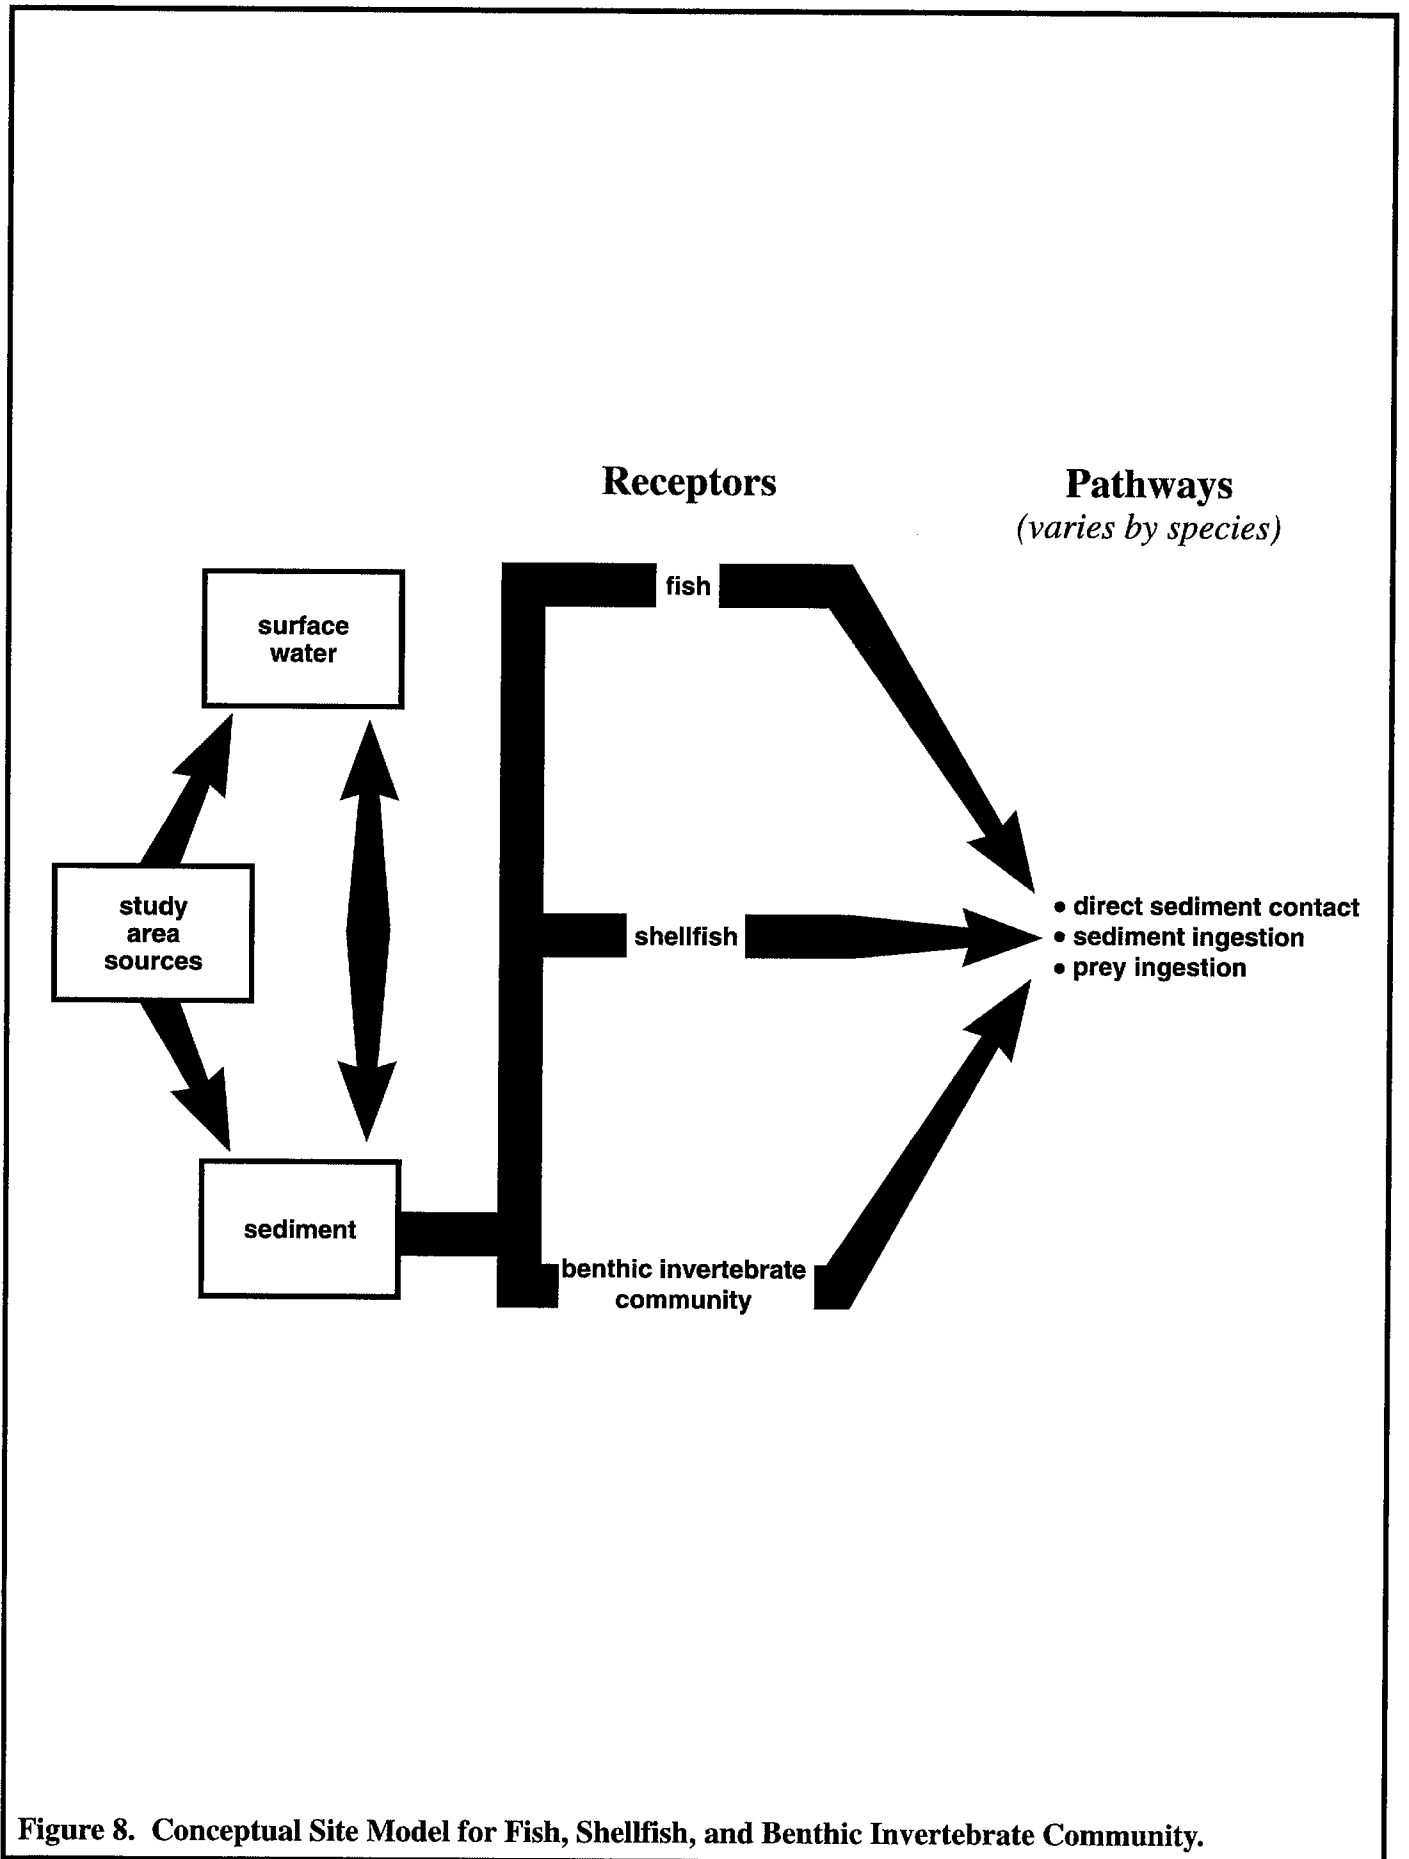 Receptors
Pathways
(varies by species)
fish
surface
water
study
area
sources
shellfish
• direct sediment contact
• sediment ingestion
• prey ingestion
sediment
benthic invertebrate
community
Figure 8. Conceptual Site Model for Fish, Shellfish, and Benthic Invertebrate Community.